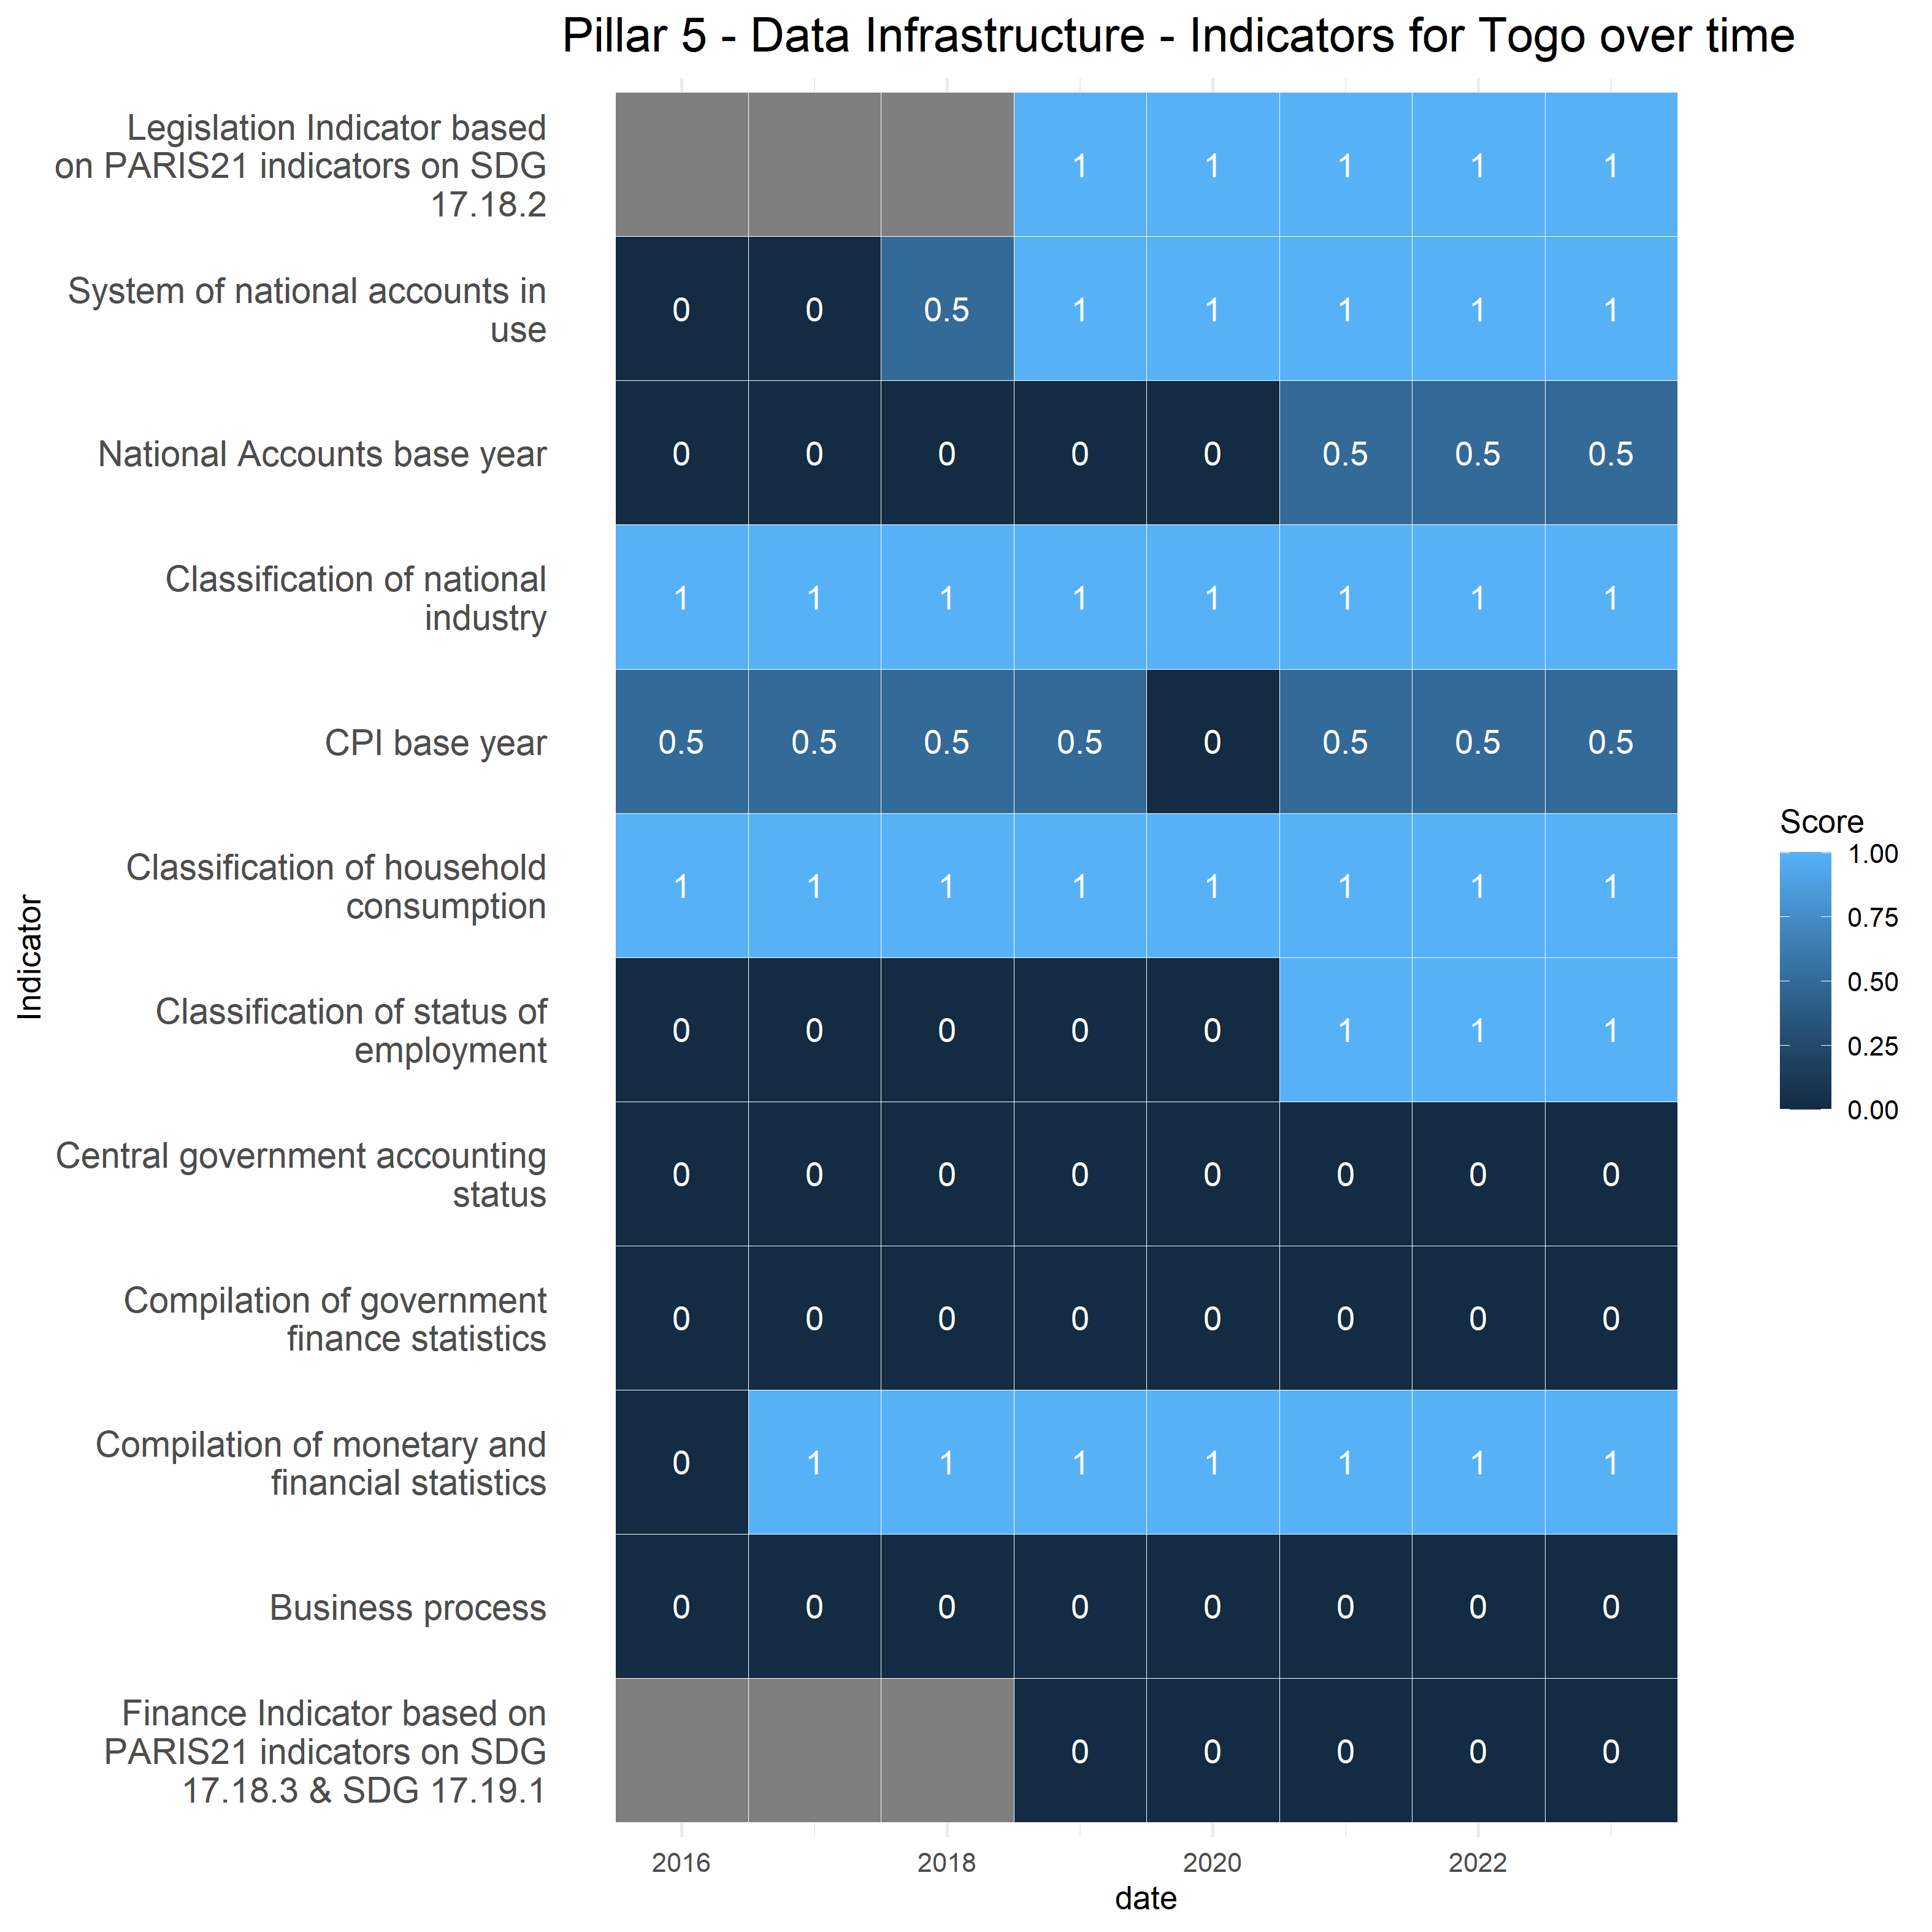 Pillar 5 - Data Infrastructure - Indicators for Togo over time
Legislation Indicator based
on PARIS21 indicators on SDG
17.18.2
1 1 1 1 1
System of national accounts in
use
0 0 0.5 1 1 1 1 1
National Accounts base year
0 0 0 0 0 0.5 0.5 0.5
Classification of national
industry
1 1 1 1 1 1 1 1
CPI base year
0.5 0.5 0.5 0.5 0 0.5 0.5 0.5
Classification of household
consumption
1 1 1 1 1 1 1 1
Classification of status of
employment
0 0 0 0 0 1 1 1
Central government accounting
status
0 0 0 0 0 0 0 0
Compilation of government
finance statistics
0 0 0 0 0 0 0 0
Compilation of monetary and
financial statistics
0 1 1 1 1 1 1 1
Business process
0 0 0 0 0 0 0 0
Finance Indicator based on
PARIS21 indicators on SDG
17.18.3 & SDG 17.19.1
0 0 0 0 0
2016 2018 2020 2022
date
Indicator
Score
1.00
0.75
0.50
0.25
0.00